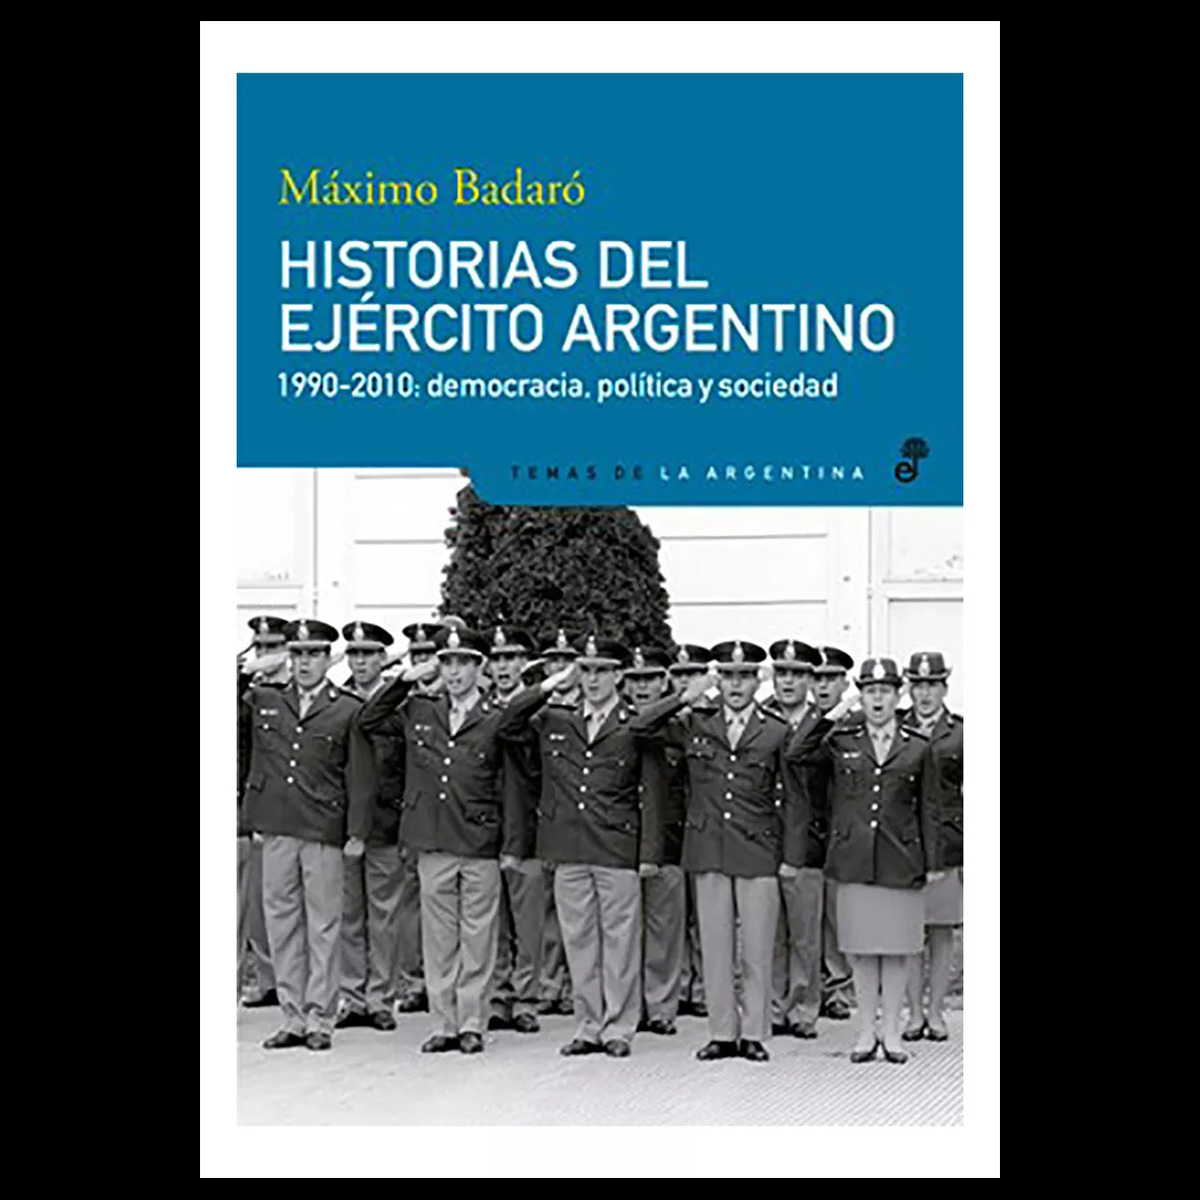 Máximo Badaró
HISTORIAS DEL
EJÉRCITO ARGENTINO
1990-2010: democracia, política y sociedad
TEMAS DE LA ARGENTINA